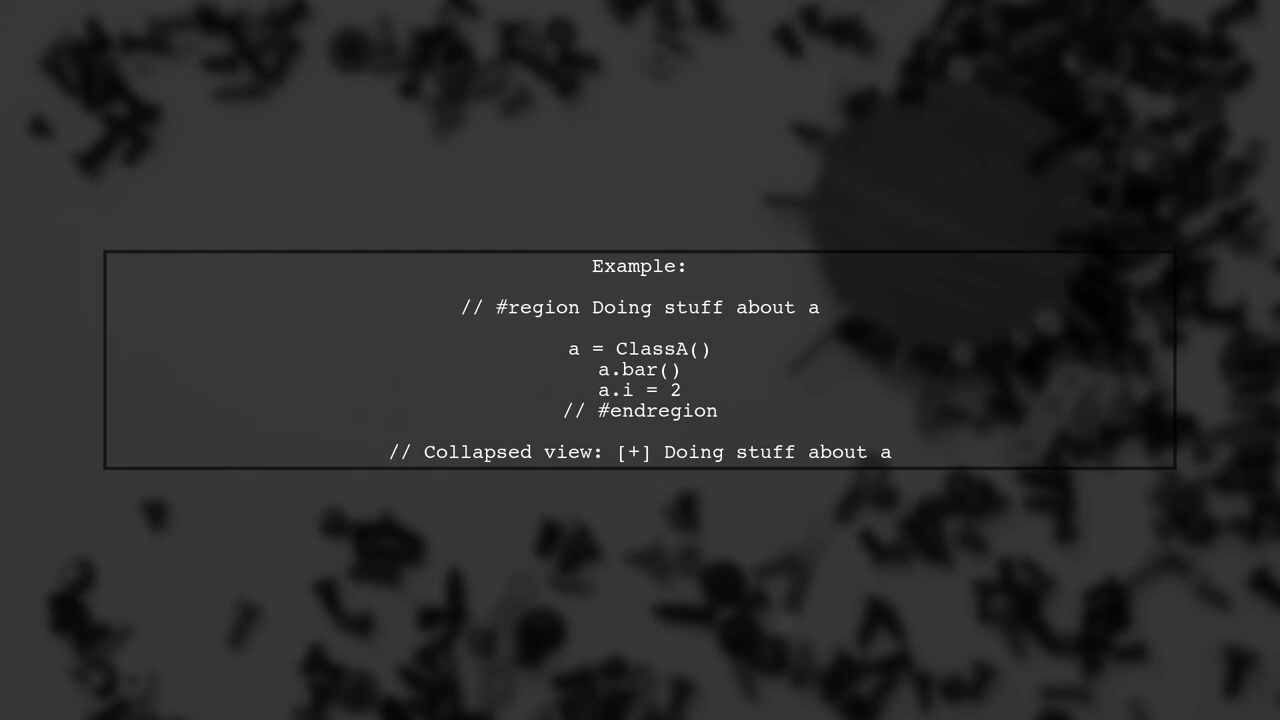 Example:
// #region Doing stuff about a
a = ClassA()
a.bar()
a.i = 2
// #endregion
// Collapsed view: [+] Doing stuff about a